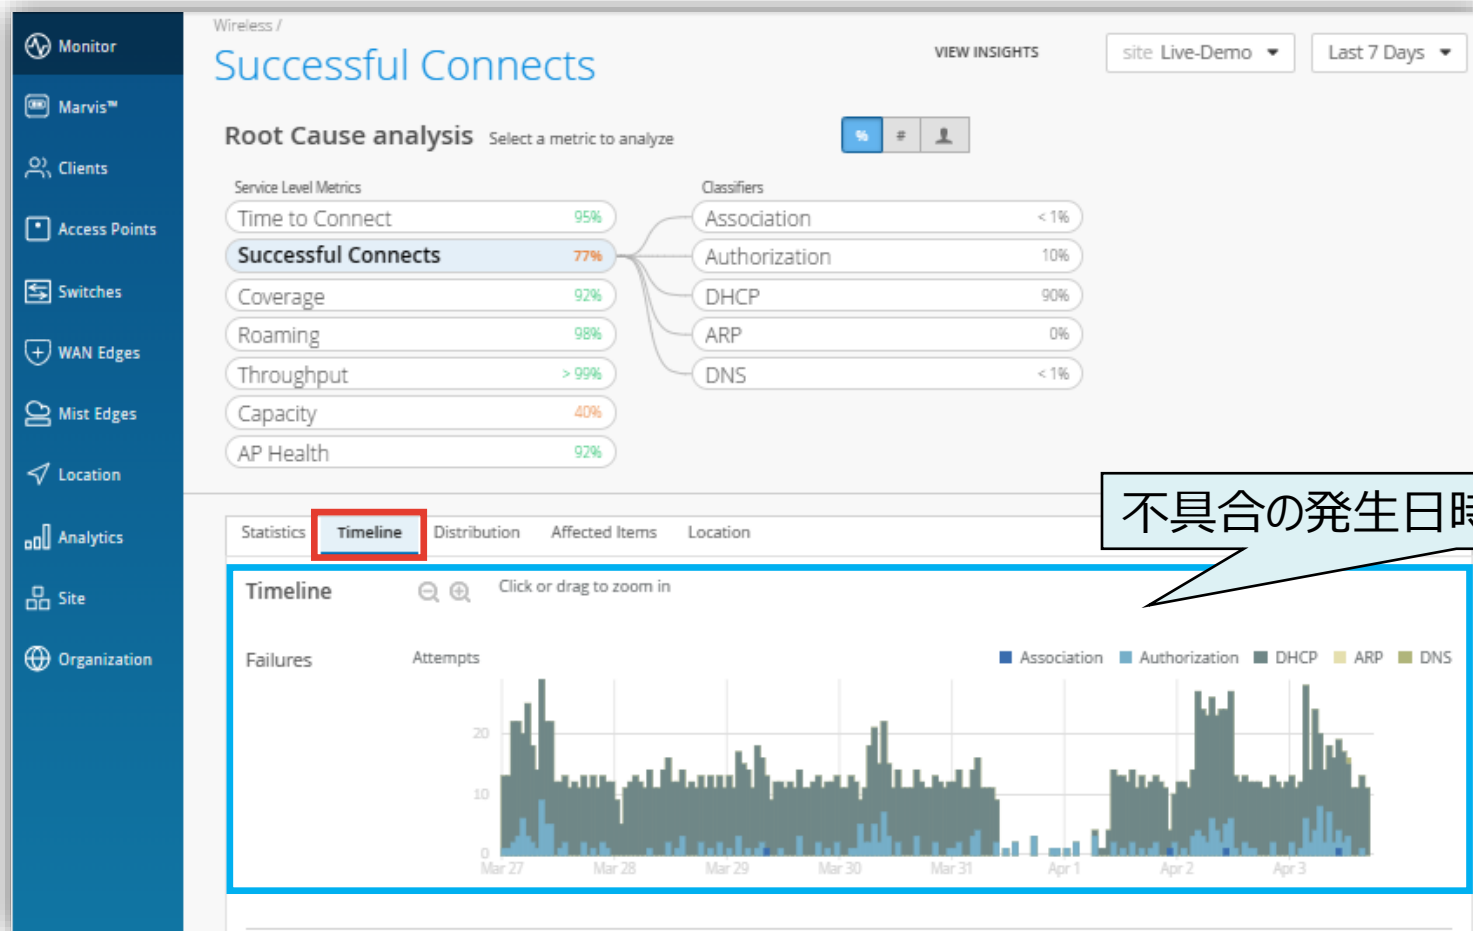 Monitor
Marvis™
Clients
Access Points
Switches
WAN Edges
Mist Edges
Location
Analytics
Site
Organization
Wireless /
Successful Connects
VIEW INSIGHTS
site Live-Demo
Last 7 Days
Root Cause analysis Select a metric to analyze
% #
Service Level Metrics
Classifiers
Time to Connect 95%
Association < 1%
Successful Connects 77%
Authorization 10%
Coverage 92%
DHCP 90%
Roaming 98%
ARP 0%
Throughput > 99%
DNS < 1%
Capacity 40%
AP Health 92%
不具合の発生日時
Statistics Timeline Distribution Affected Items Location
Timeline Click or drag to zoom in
Failures Attempts
Association Authorization DHCP ARP DNS
20
10
0
Mar 27 Mar 28 Mar 29 Mar 30 Mar 31 Apr 1 Apr 2 Apr 3